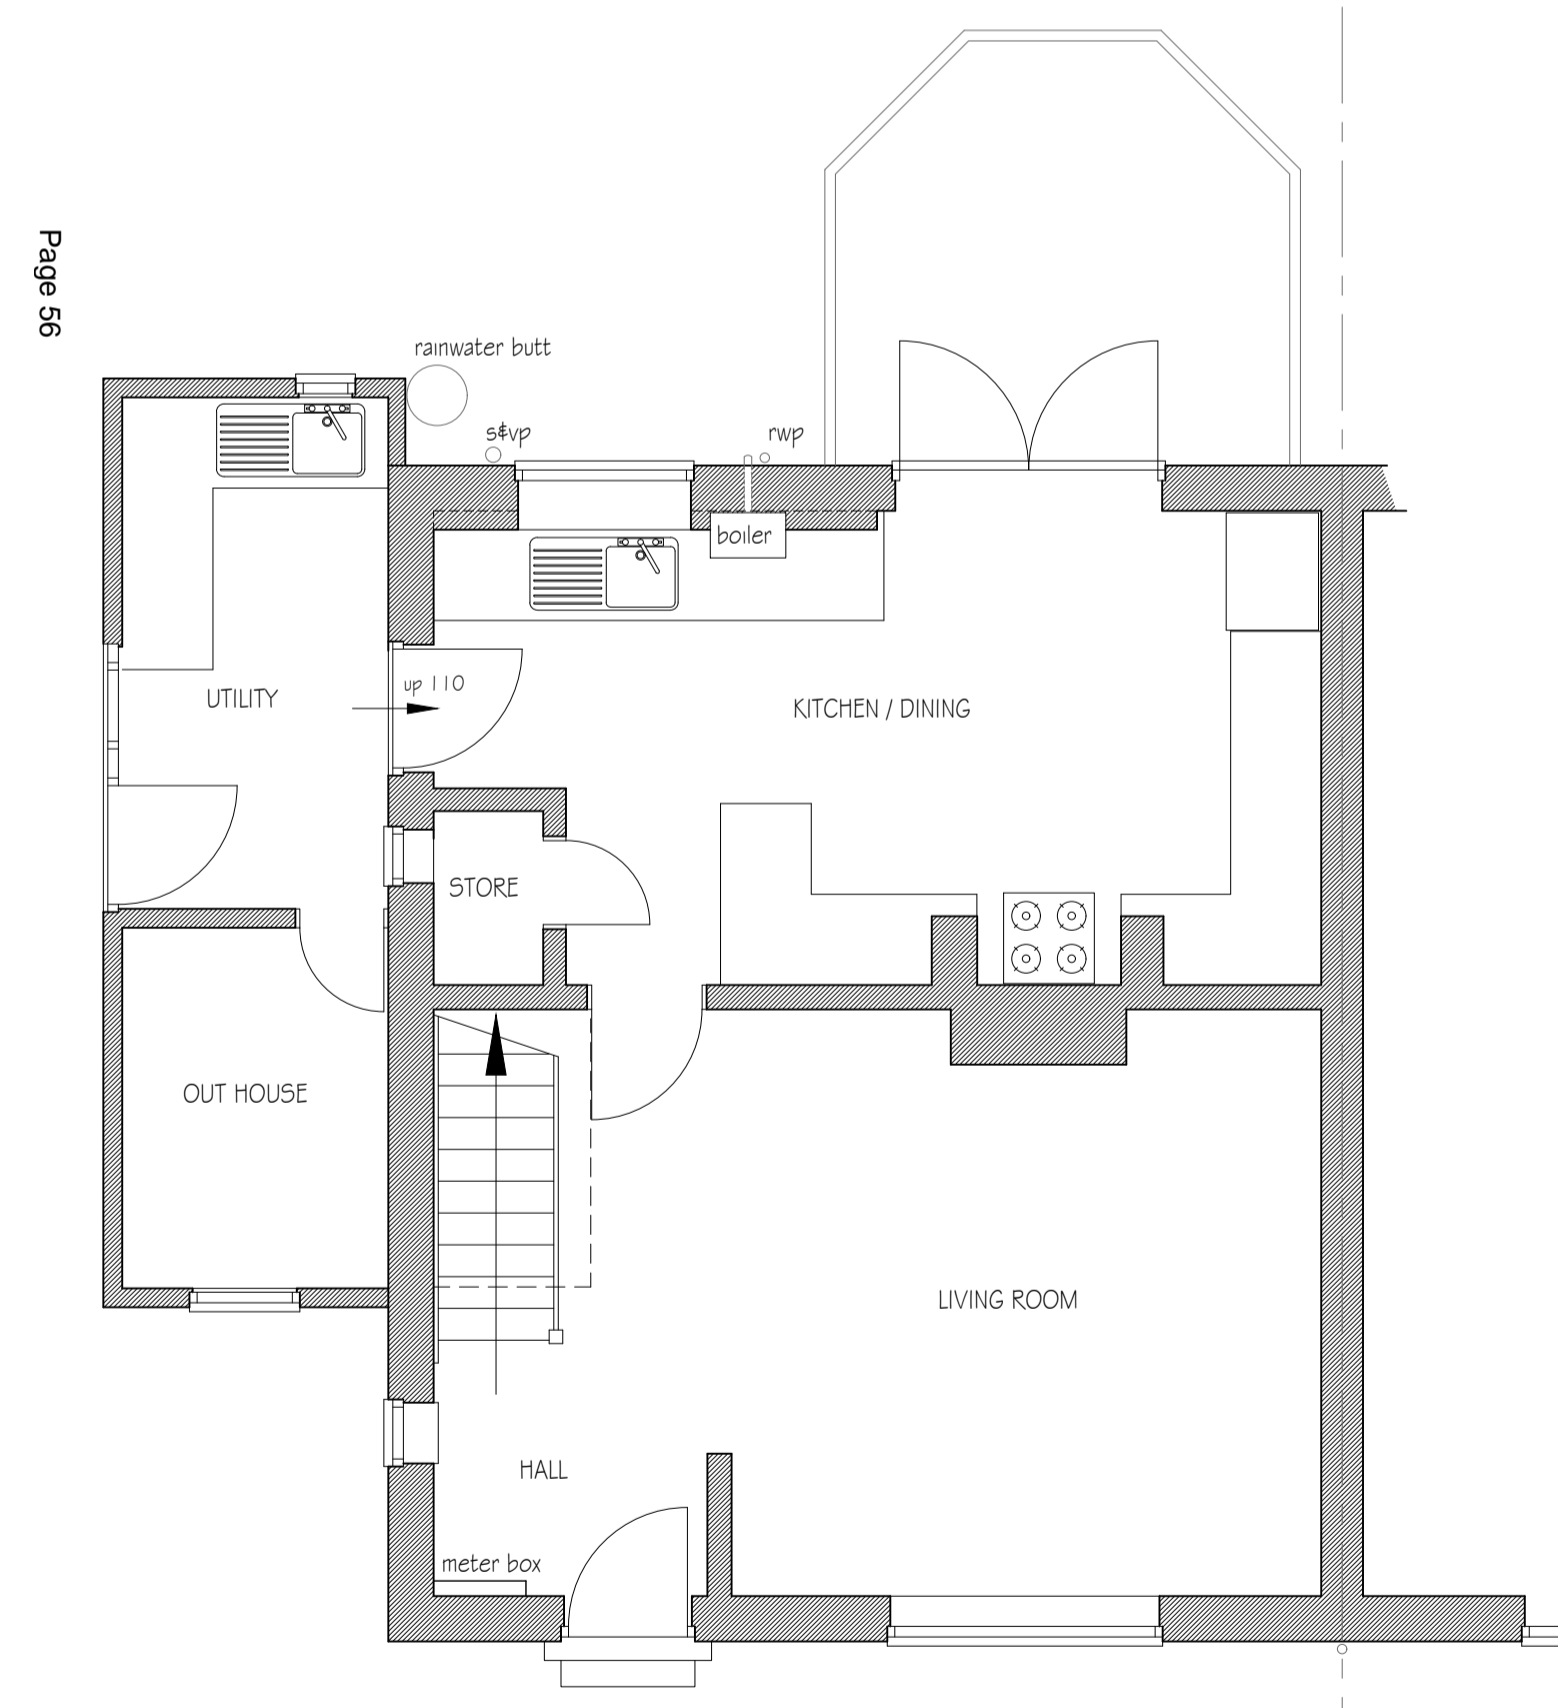 Page 56
rainwater butt
s&vp
rwp
boiler
up 110
UTILITY
KITCHEN / DINING
STORE
OUT HOUSE
LIVING ROOM
HALL
meter box